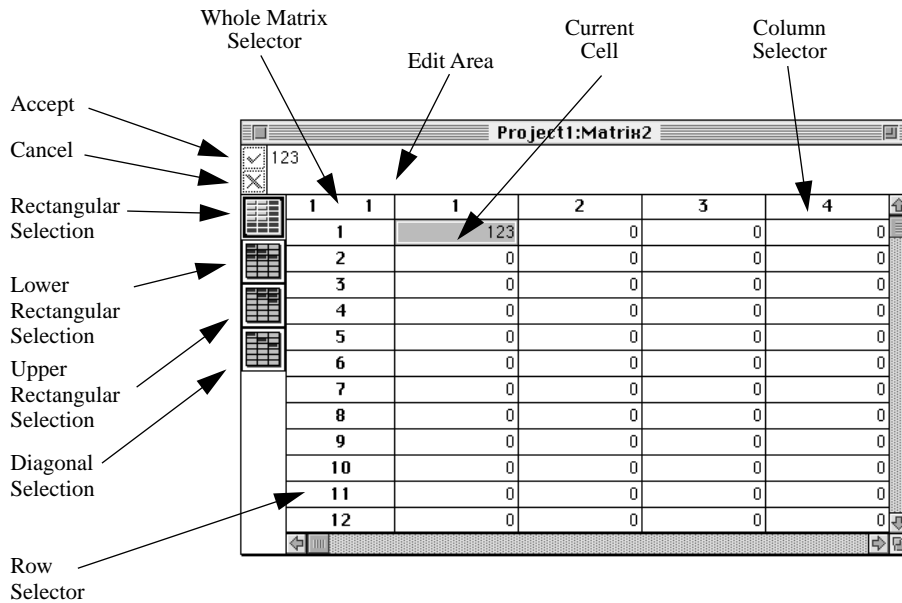 Whole Matrix
Selector
Edit Area
Current
Cell
Column
Selector
Accept
Cancel
Rectangular
Selection
Lower
Rectangular
Selection
Upper
Rectangular
Selection
Diagonal
Selection
Row
Selector
Project1:Matrix2
123
1 1 1 2 3 4
1 123 0 0 0
2 0 0 0 0
3 0 0 0 0
4 0 0 0 0
5 0 0 0 0
6 0 0 0 0
7 0 0 0 0
8 0 0 0 0
9 0 0 0 0
10 0 0 0 0
11 0 0 0 0
12 0 0 0 0